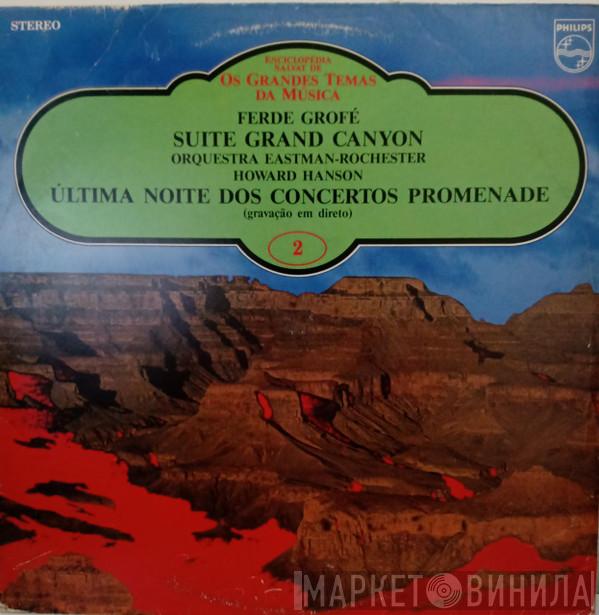 STEREO
PHILIPS
ENCICLOPÉDIA
SALVAT DE
OS GRANDES TEMAS
DA MÚSICA
FERDE GROFÉ
SUITE GRAND CANYON
ORQUESTRA EASTMAN-ROCHESTER
HOWARD HANSON
ÚLTIMA NOITE DOS CONCERTOS PROMENADE
(gravação em direto)
2
МАРКЕТ ВИНИЛА